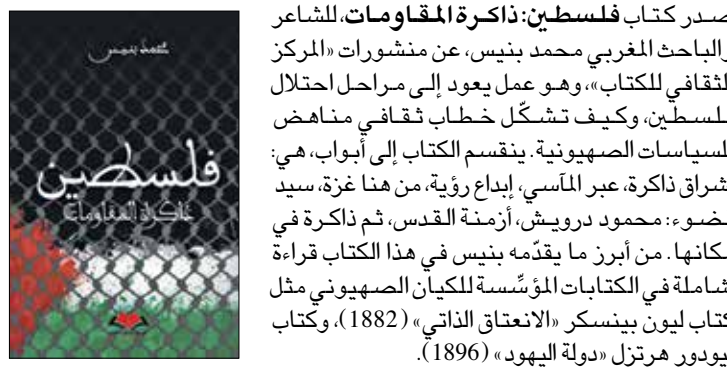 صدر كتاب فلسطين: ذاكرة المقاومات، للشاعر
والباحث المغربي محمد بنيس، عن منشورات «المركز
لثقافي للكتاب»، وهو عمل يعود إلى مراحل احتلال
لسطين، وكيف تشكّل خطاب ثقافي مناهض
لسياسات الصهيونية. ينقسم الكتاب إلى أبواب، هي:
شراق ذاكرة، عبر المآسي، إبداع رؤية، من هنا غزة، سيد
لضوء: محمود درويش، أزمنة القدس، ثم ذاكرة في
كانها. من أبرز ما يقدّمه بنيس في هذا الكتاب قراءة
شاملة في الكتابات المؤسِّسة للكيان الصهيوني مثل
كتاب ليون بينسكر «الانعتاق الذاتي» (1882)، وكتاب
يودور هرتزل «دولة اليهود» (1896).
محمد بنيس
فلسطين
ذاكرة المقاومات